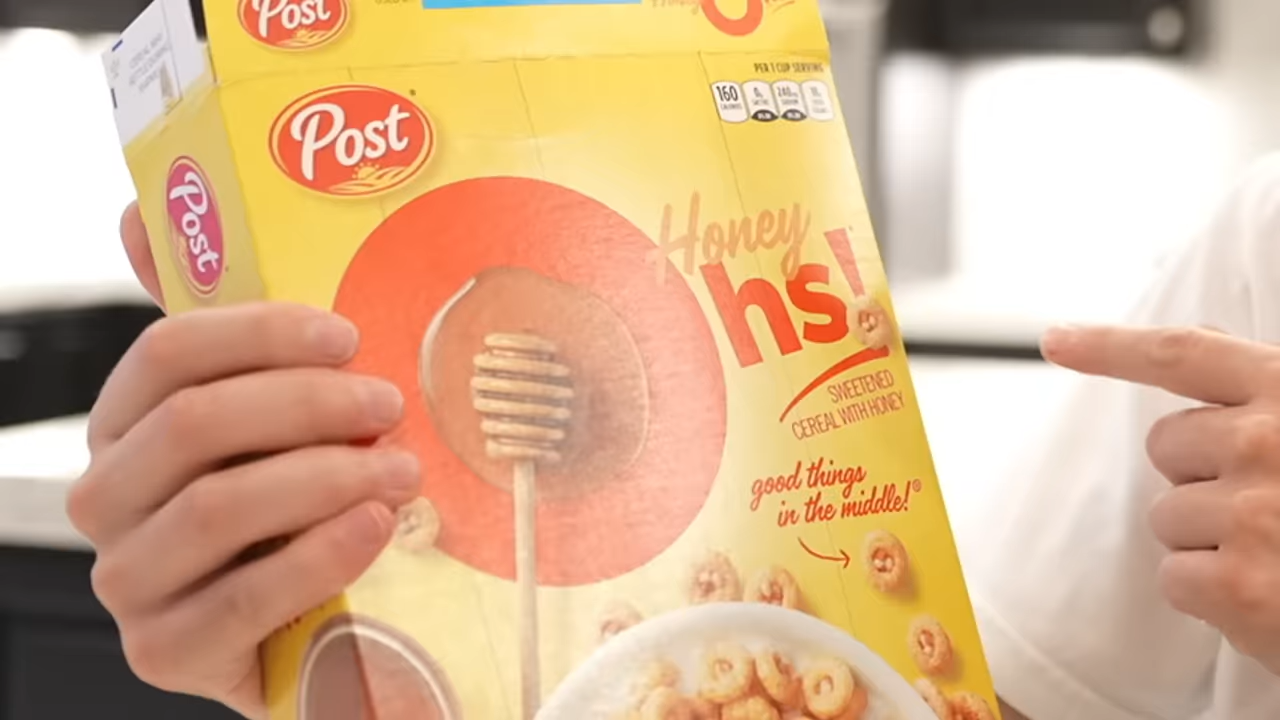 Post
Post
PER 1 CUP SERVING
160
CALORIES
Post
Honey
hs!
SWEETENED
CEREAL WITH HONEY
good things
in the middle!®